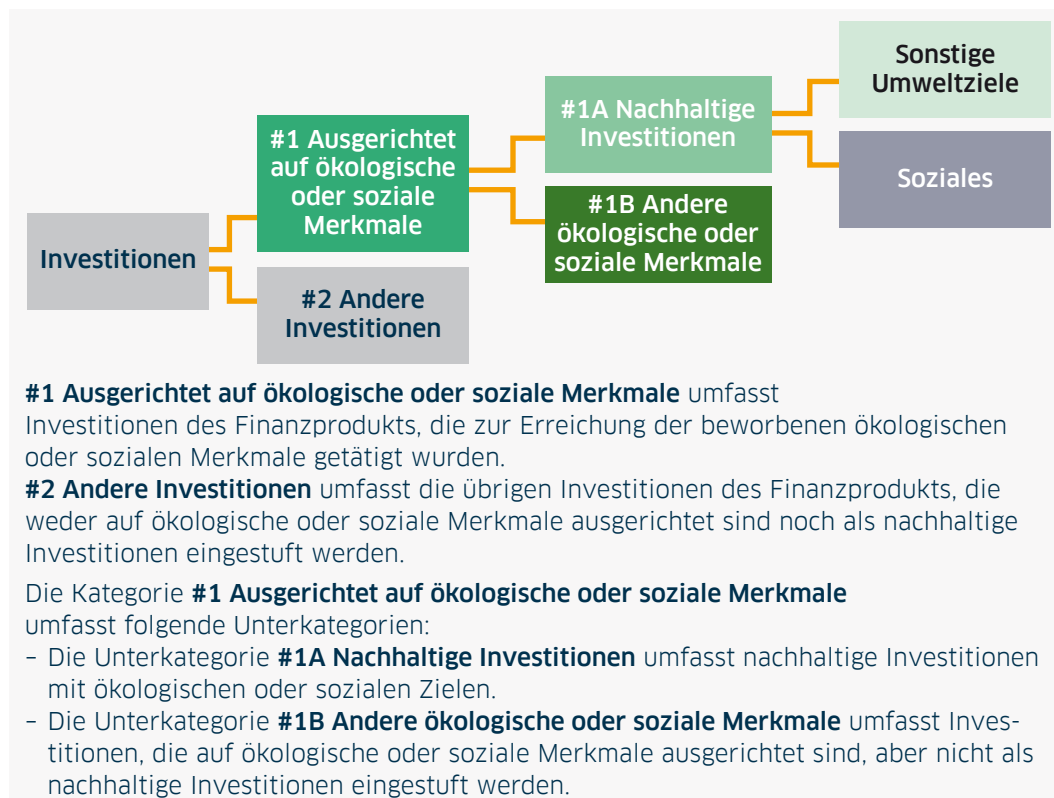 Sonstige
Umweltziele
#1A Nachhaltige
Investitionen
#1 Ausgerichtet
auf ökologische
oder soziale
Merkmale
Soziales
#1B Andere
ökologische oder
soziale Merkmale
Investitionen
#2 Andere
Investitionen
#1 Ausgerichtet auf ökologische oder soziale Merkmale umfasst
Investitionen des Finanzprodukts, die zur Erreichung der beworbenen ökologischen
oder sozialen Merkmale getätigt wurden.
#2 Andere Investitionen umfasst die übrigen Investitionen des Finanzprodukts, die
weder auf ökologische oder soziale Merkmale ausgerichtet sind noch als nachhaltige
Investitionen eingestuft werden.
Die Kategorie #1 Ausgerichtet auf ökologische oder soziale Merkmale
umfasst folgende Unterkategorien:
– Die Unterkategorie #1A Nachhaltige Investitionen umfasst nachhaltige Investitionen
mit ökologischen oder sozialen Zielen.
– Die Unterkategorie #1B Andere ökologische oder soziale Merkmale umfasst Inves-
titionen, die auf ökologische oder soziale Merkmale ausgerichtet sind, aber nicht als
nachhaltige Investitionen eingestuft werden.